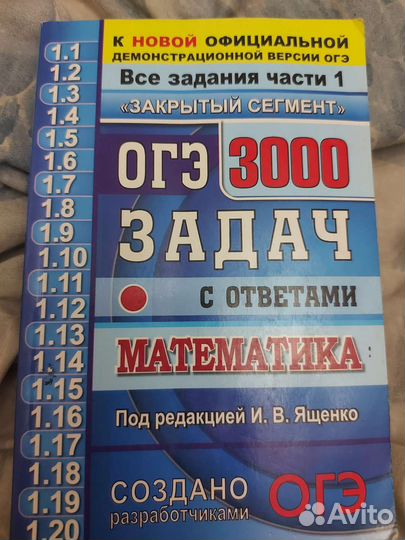 К НОВОЙ ОФИЦИАЛЬНОЙ
ДЕМОНСТРАЦИОННОЙ ВЕРСИИ ОГЭ
Все задания части 1
«ЗАКРЫТЫЙ СЕГМЕНТ»
ОГЭ 3000
ЗАДАЧ
С ОТВЕТАМИ
МАТЕМАТИКА
Под редакцией И. В. Ященко
СОЗДАНО
разработчиками
ОГЭ
1.1
1.2
1.3
1.4
1.5
1.6
1.7
1.8
1.9
1.10
1.11
1.12
1.13
1.14
1.15
1.16
1.17
1.18
1.19
1.20
Avito